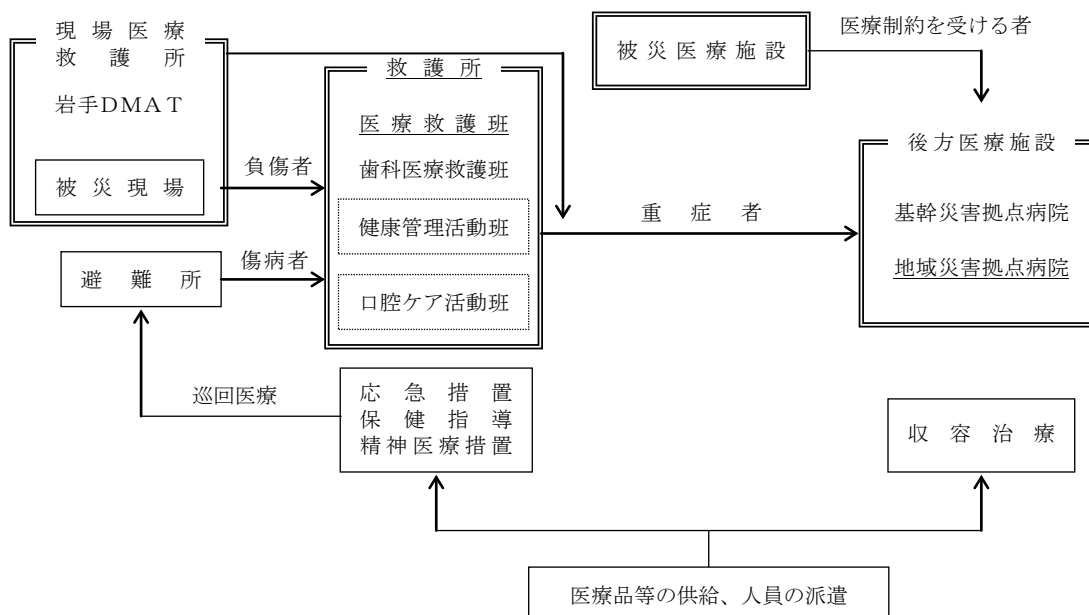 現場医療
救護所
岩手DMAT
被災現場
負傷者
避難所
傷病者
救護所
医療救護班
歯科医療救護班
健康管理活動班
口腔ケア活動班
被災医療施設
医療制約を受ける者
重症者
後方医療施設
基幹災害拠点病院
地域災害拠点病院
巡回医療
応急措置
保健指導
精神医療措置
収容治療
医療品等の供給、人員の派遣